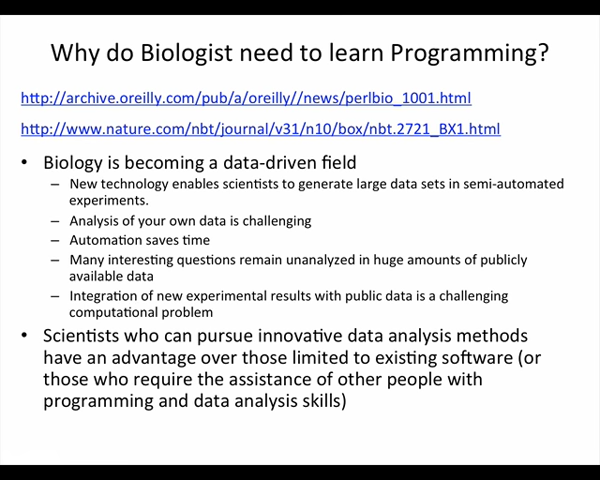 Why do Biologist need to learn Programming?
http://archive.oreilly.com/pub/a/oreilly//news/perlbio_1001.html
http://www.nature.com/nbt/journal/v31/n10/box/nbt.2721_BX1.html
• Biology is becoming a data-driven field
– New technology enables scientists to generate large data sets in semi-automated
experiments.
– Analysis of your own data is challenging
– Automation saves time
– Many interesting questions remain unanalyzed in huge amounts of publicly
available data
– Integration of new experimental results with public data is a challenging
computational problem
• Scientists who can pursue innovative data analysis methods
have an advantage over those limited to existing software (or
those who require the assistance of other people with
programming and data analysis skills)